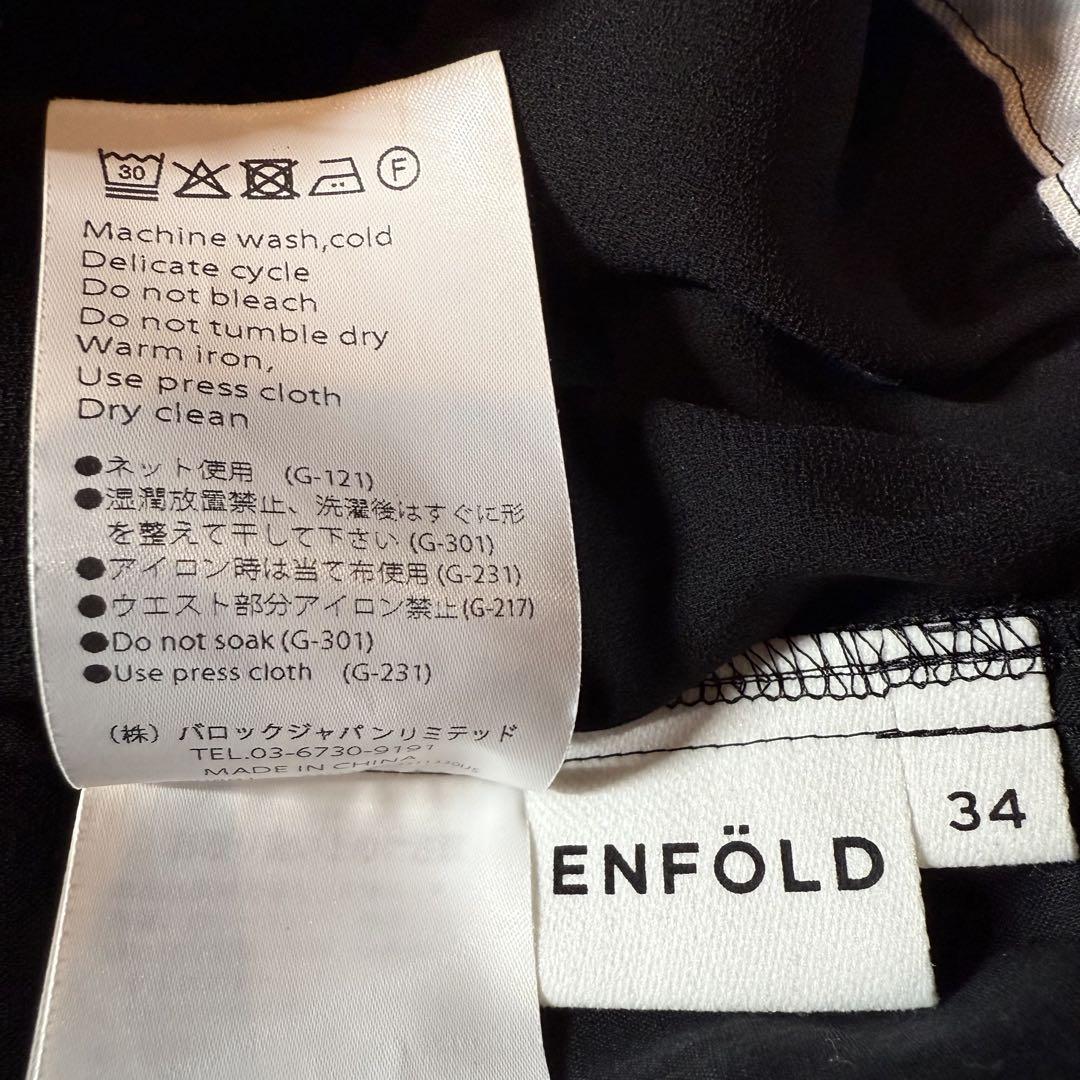 30 F
Machine wash,cold
Delicate cycle
Do not bleach
Do not tumble dry
Warm iron,
Use press cloth
Dry clean
●ネット使用 (G-121)
●湿潤放置禁止、洗濯後はすぐに形
を整えて干して下さい (G-301)
●アイロン時は当て布使用 (G-231)
●ウエスト部分アイロン禁止 (G-217)
●Do not soak (G-301)
●Use press cloth (G-231)
(株) バロックジャパンリミテッド
TEL.03-6730-9191
MADE IN CHINA
34
ENFÖLD